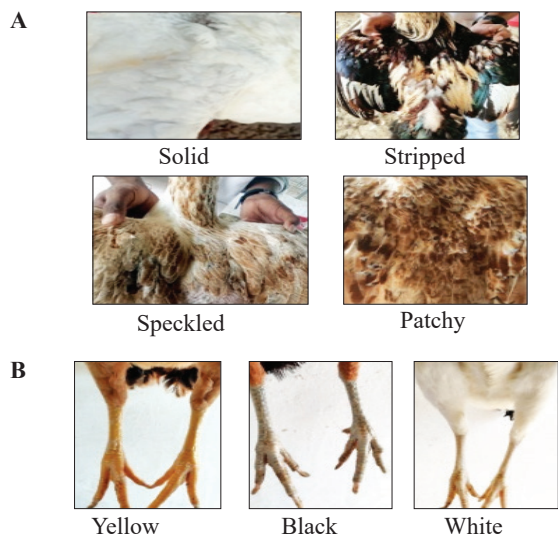 A
Solid
Stripped
Speckled
Patchy
B
Yellow
Black
White